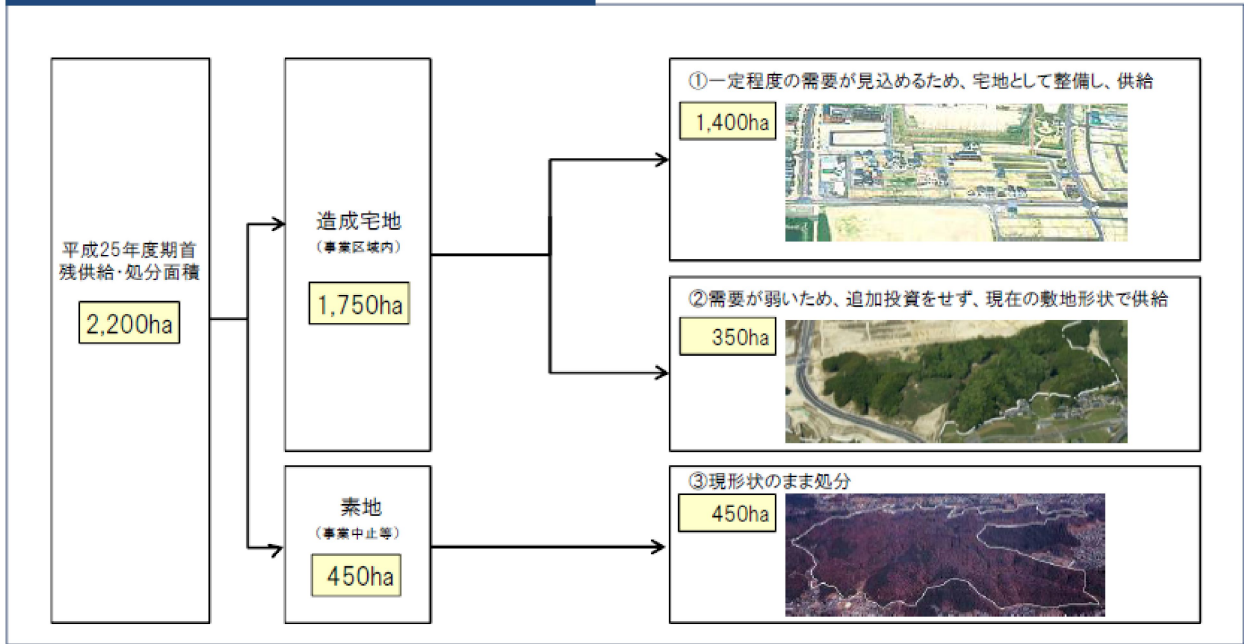 平成25年度期首
残供給・処分面積
2,200ha
造成宅地
(事業区域内)
1,750ha
素地
(事業中止等)
450ha
①一定程度の需要が見込めるため、宅地として整備し、供給
1,400ha
②需要が弱いため、追加投資をせず、現在の敷地形状で供給
350ha
③現形状のまま処分
450ha